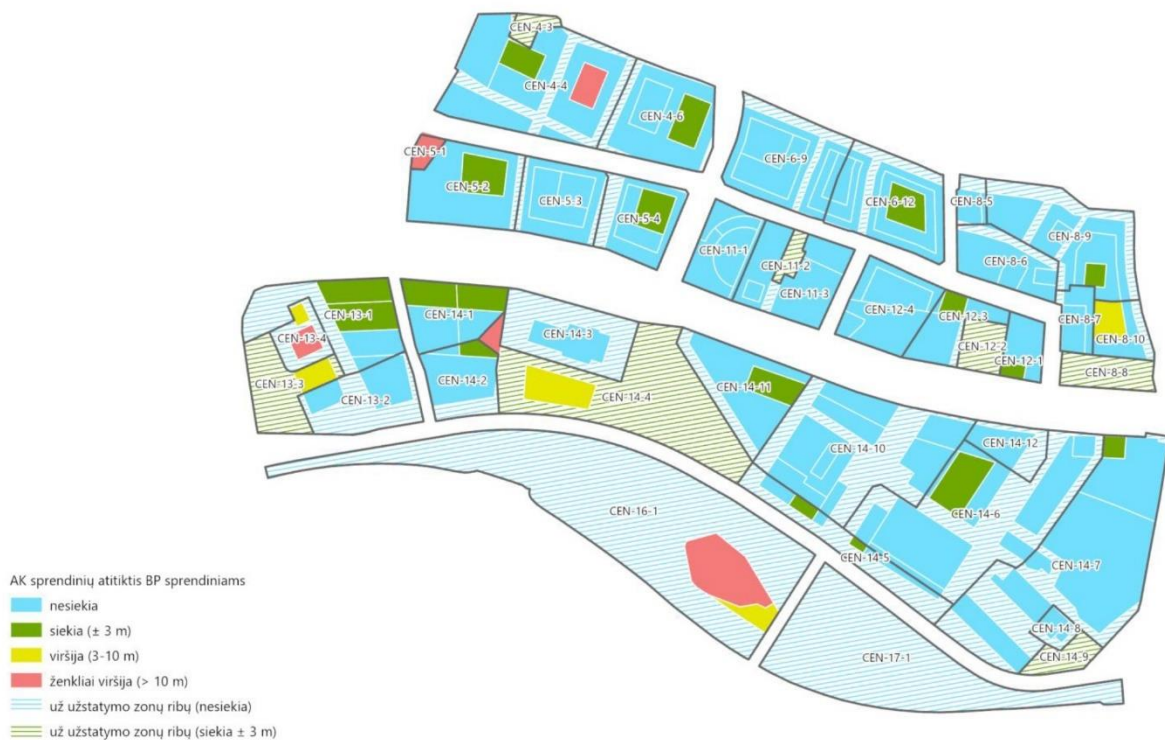 CEN-4-3
CEN-4-4
CEN-4-6
CEN-5-1
CEN-5-2
CEN-5-3
CEN-5-4
CEN-6-9
CEN-6-12
CEN-8-5
CEN-8-9
CEN-8-6
CEN-11-1
CEN-11-2
CEN-11-3
CEN-12-4
CEN-12-3
CEN-12-2
CEN-12-1
CEN-8-7
CEN-8-10
CEN-8-8
CEN-13-1
CEN-13-4
CEN-13-3
CEN-13-2
CEN-14-1
CEN-14-2
CEN-14-3
CEN-14-4
CEN-14-11
CEN-14-10
CEN-14-12
CEN-14-6
CEN-14-5
CEN-14-7
CEN-14-8
CEN-14-9
CEN-16-1
CEN-17-1
AK sprendinių atitiktis BP sprendiniams
nesiekia
siekia (± 3 m)
viršija (3-10 m)
ženkliai viršija (> 10 m)
už užstatymo zonų ribų (nesiekia)
už užstatymo zonų ribų (siekia ± 3 m)